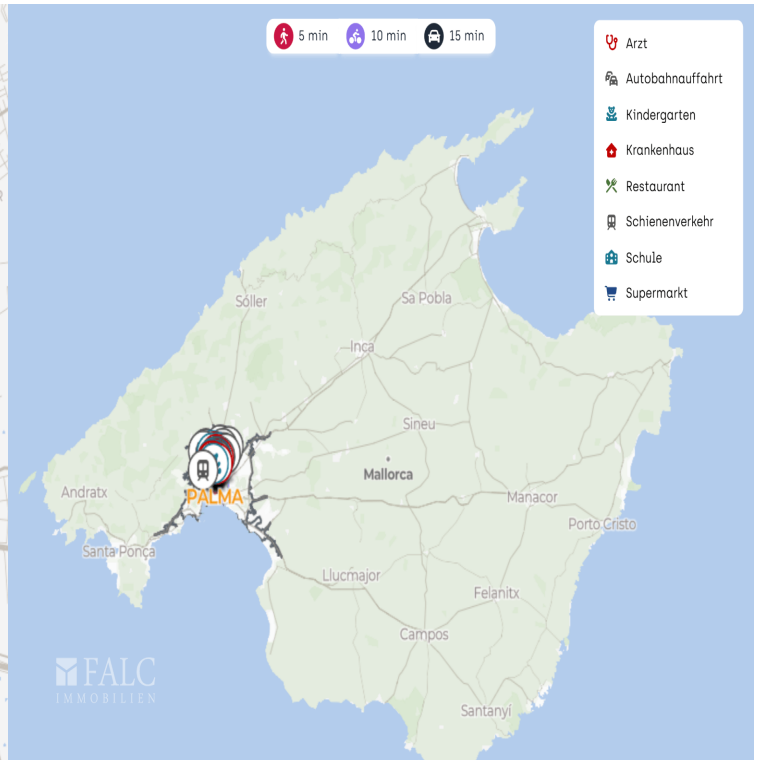 5 min
10 min
15 min
Arzt
Autobahnauffahrt
Kindergarten
Krankenhaus
Restaurant
Schienenverkehr
Schule
Supermarkt
Sóller
Sa Pobla
Inca
Sineu
Mallorca
PALMA
Andratx
Manacor
Porto Cristo
Santa Ponça
Llucmajor
Felanitx
Campos
FALC
IMMOBILIEN
Santanyí